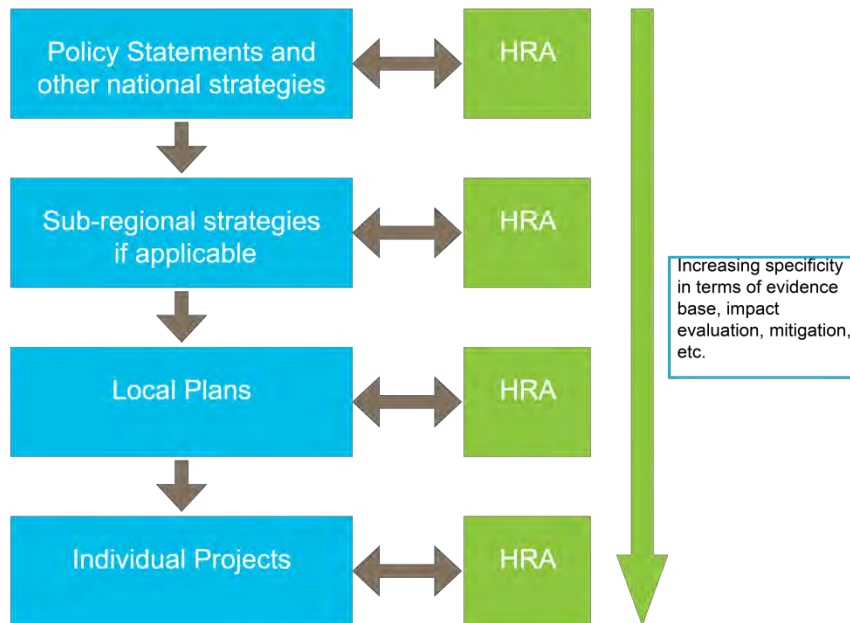 Policy Statements and
other national strategies
HRA
Sub-regional strategies
if applicable
HRA
Increasing specificity
in terms of evidence
base, impact
evaluation, mitigation,
etc.
Local Plans
HRA
Individual Projects
HRA